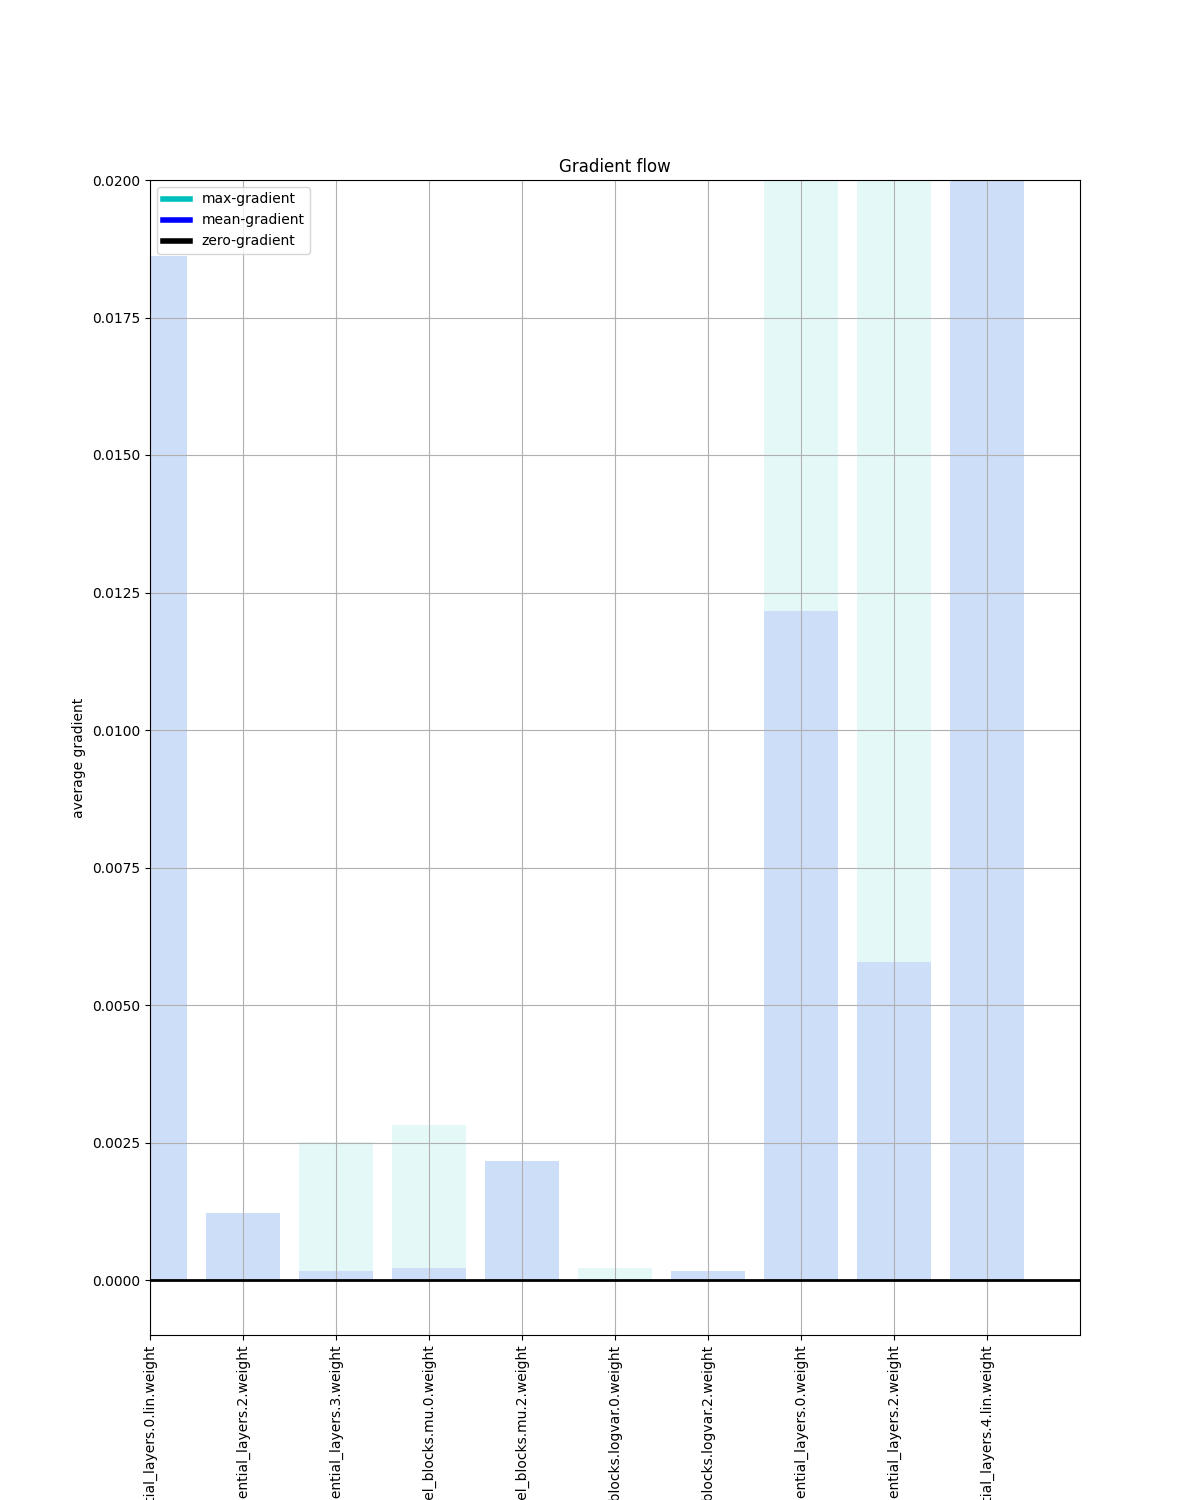 Gradient flow
max-gradient
mean-gradient
zero-gradient
0.0200
0.0175
0.0150
0.0125
0.0100
0.0075
0.0050
0.0025
0.0000
average gradient
tial_layers.0.lin.weight
ential_layers.2.weight
ential_layers.3.weight
el_blocks.mu.0.weight
el_blocks.mu.2.weight
blocks.logvar.0.weight
blocks.logvar.2.weight
ential_layers.0.weight
ential_layers.2.weight
tial_layers.4.lin.weight